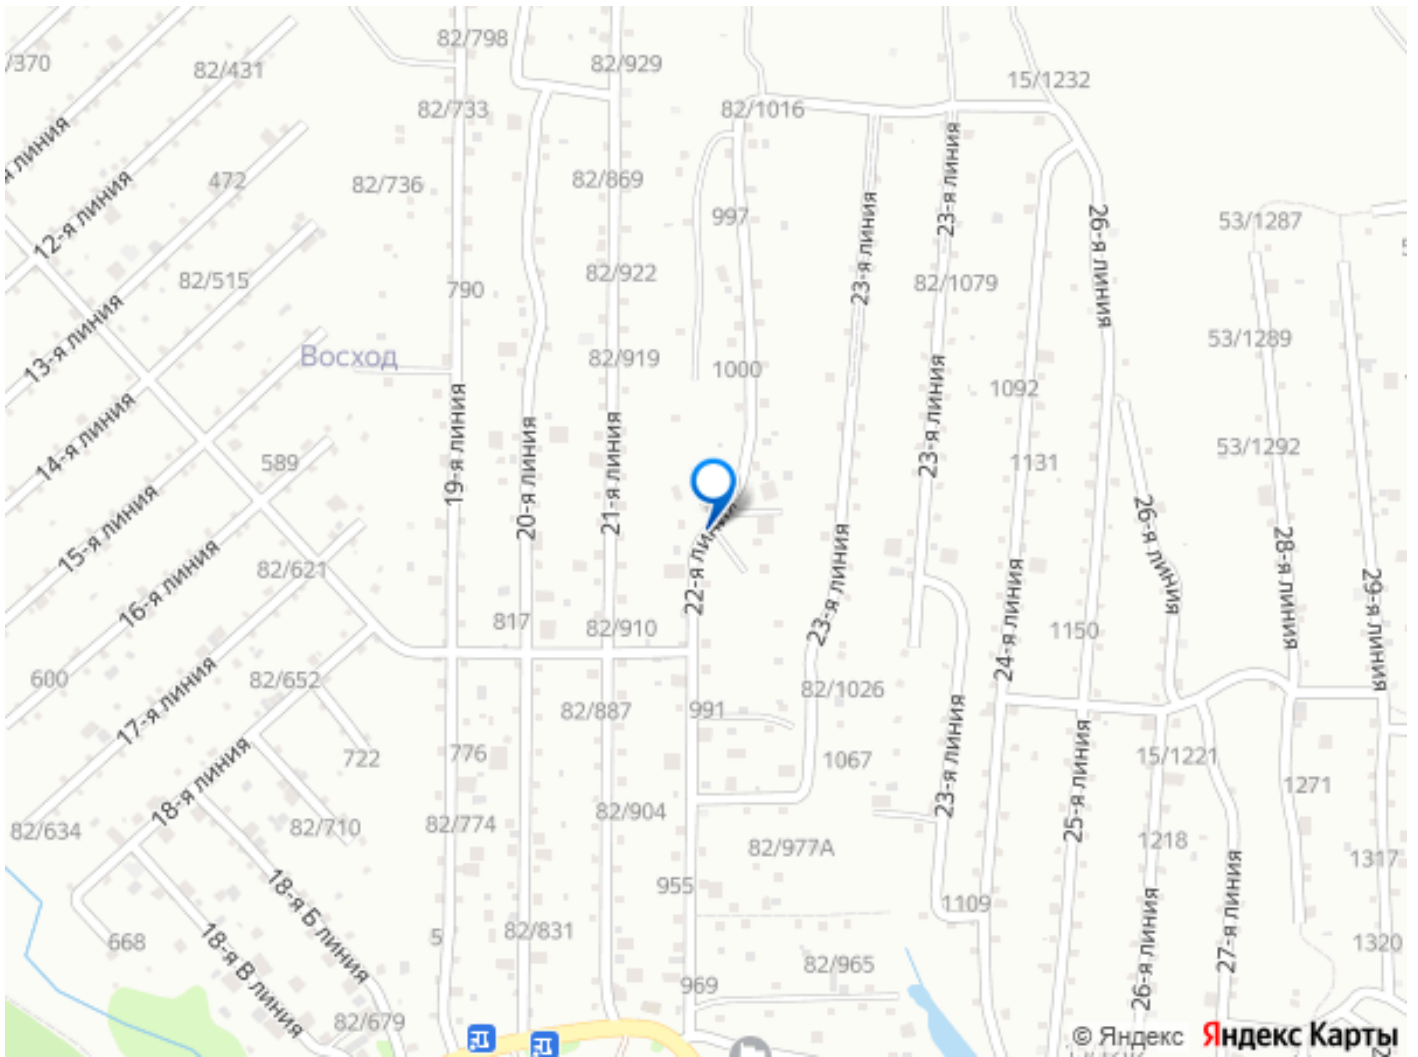 82/798
/370
82/431
82/929
15/1232
82/733
82/1016
линия
472
82/736
82/869
12-я линия
997
23-я линия
23-я линия
26-я линия
53/1287
82/515
790
82/922
82/1079
13-я линия
Восход
82/919
1000
53/1289
1092
14-я линия
19-я линия
20-я линия
21-я линия
23-я линия
53/1292
589
1131
15-я линия
22-я линия
26-я линия
28-я линия
29-я линия
16-я линия
82/621
23-я линия
24-я линия
817
82/910
1150
600
17-я линия
82/652
82/1026
82/887
991
722
776
1067
23-я линия
25-я линия
15/1221
1271
18-я линия
82/634
82/710
82/774
82/904
82/977А
1218
1317
955
18-я Б линия
1109
26-я линия
27-я линия
668
18-я В линия
5
82/831
1320
82/965
969
82/679
© Яндекс Яндекс Карты